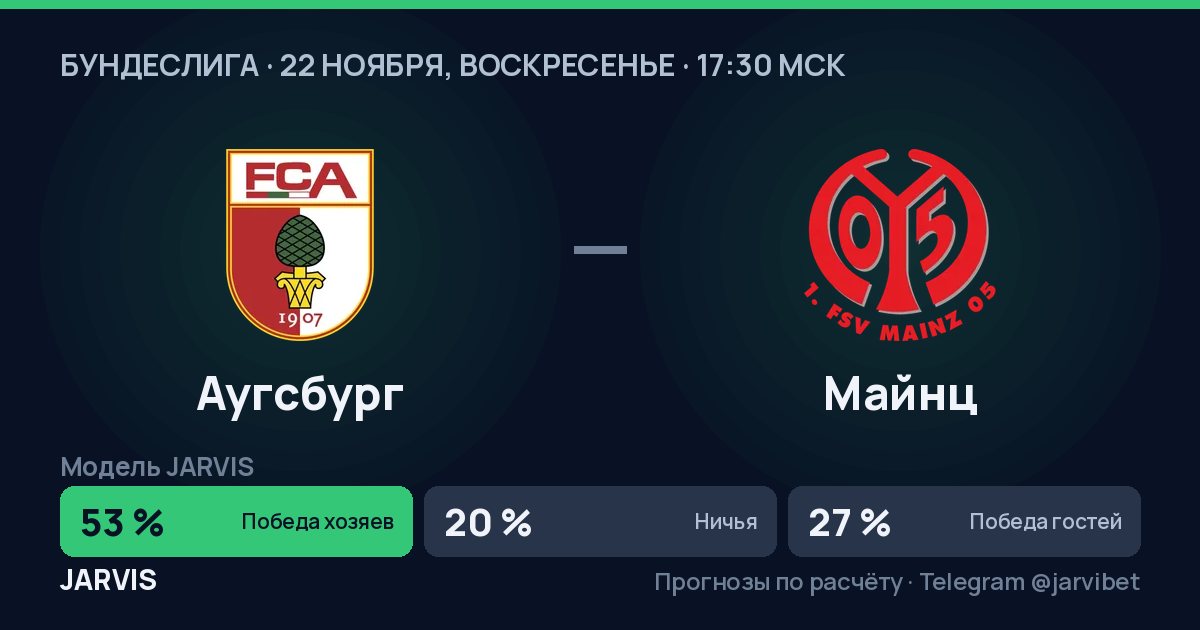 БУНДЕСЛИГА · 22 НОЯБРЯ, ВОСКРЕСЕНЬЕ · 17:30 МСК
FCA
1907
05
1. FSV MAINZ 05
—
Аугсбург
Майнц
Модель JARVIS
53 % Победа хозяев
20 % Ничья
27 % Победа гостей
JARVIS
Прогнозы по расчёту · Telegram @jarvibet